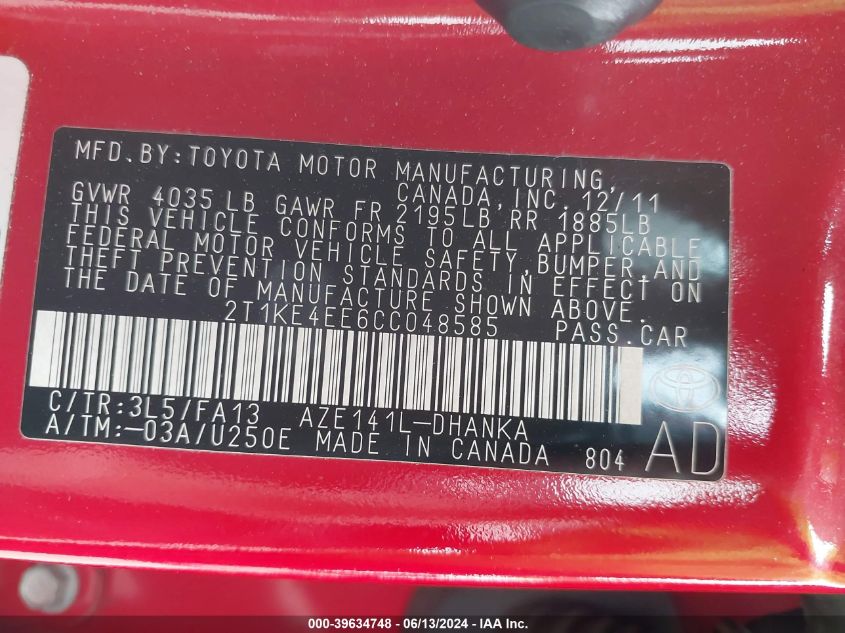 MFD.BY:TOYOTA MOTOR MANUFACTURING,
CANADA,INC. 12/11
GVWR 4035 LB GAWR FR 2195LB,RR 1885LB
THIS VEHICLE CONFORMS TO ALL APPLICABLE
FEDERAL MOTOR VEHICLE SAFETY,BUMPER,AND
THEFT PREVENTION STANDARDS IN EFFECT ON
THE DATE OF MANUFACTURE SHOWN ABOVE.
2T1KE4EE6CC048585 PASS.CAR
C/TR:3L5/FA13 AZE141L-DHANKA
A/TM:-03A/U250E MADE IN CANADA 804 AD
000-39634748 - 06/13/2024 - IAA Inc.